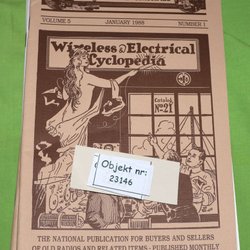 VOLUME 5 JANUARY 1988 NUMBER 1
Wireless & Electrical
Cyclopedia
Catalog
No 21
Objekt nr:
23146
THE NATIONAL PUBLICATION FOR BUYERS AND SELLERS
OF OLD RADIOS AND RELATED ITEMS - PUBLISHED MONTHLY